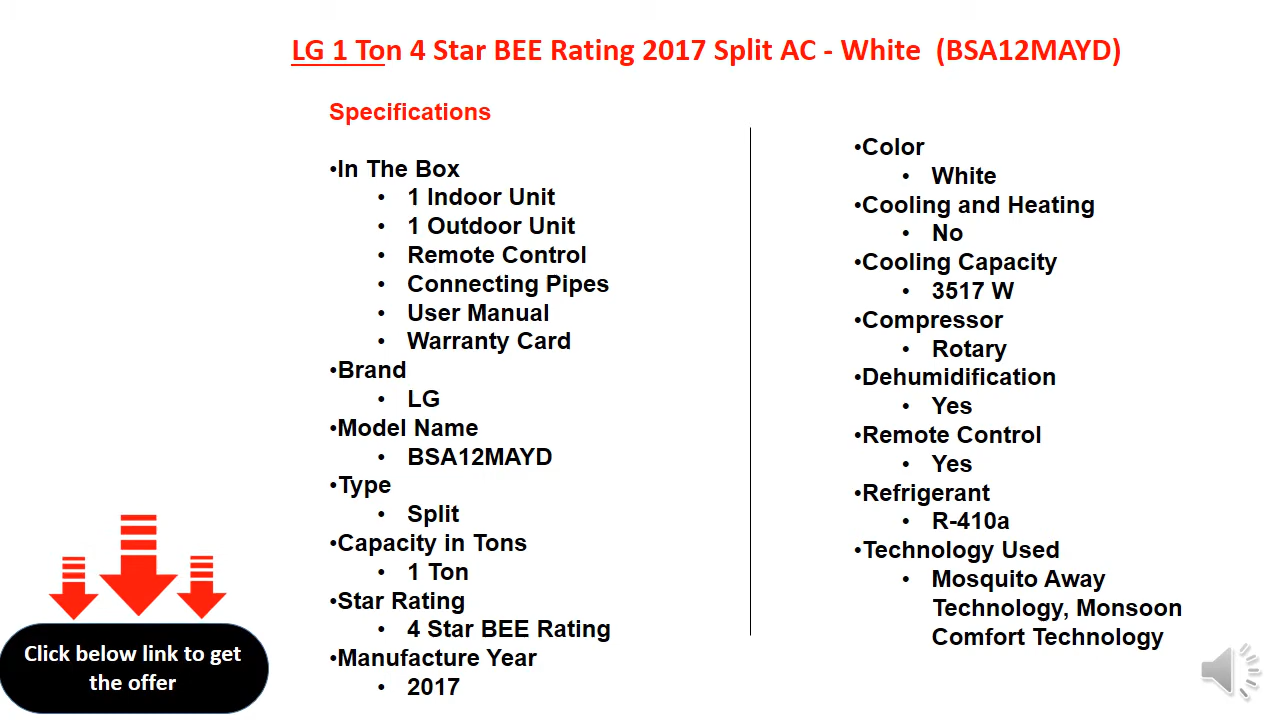 LG 1 Ton 4 Star BEE Rating 2017 Split AC - White (BSA12MAYD)
Specifications
•In The Box
• 1 Indoor Unit
• 1 Outdoor Unit
• Remote Control
• Connecting Pipes
• User Manual
• Warranty Card
•Brand
• LG
•Model Name
• BSA12MAYD
•Type
• Split
•Capacity in Tons
• 1 Ton
•Star Rating
• 4 Star BEE Rating
•Manufacture Year
• 2017
•Color
• White
•Cooling and Heating
• No
•Cooling Capacity
• 3517 W
•Compressor
• Rotary
•Dehumidification
• Yes
•Remote Control
• Yes
•Refrigerant
• R-410a
•Technology Used
• Mosquito Away
Technology, Monsoon
Comfort Technology
Click below link to get
the offer